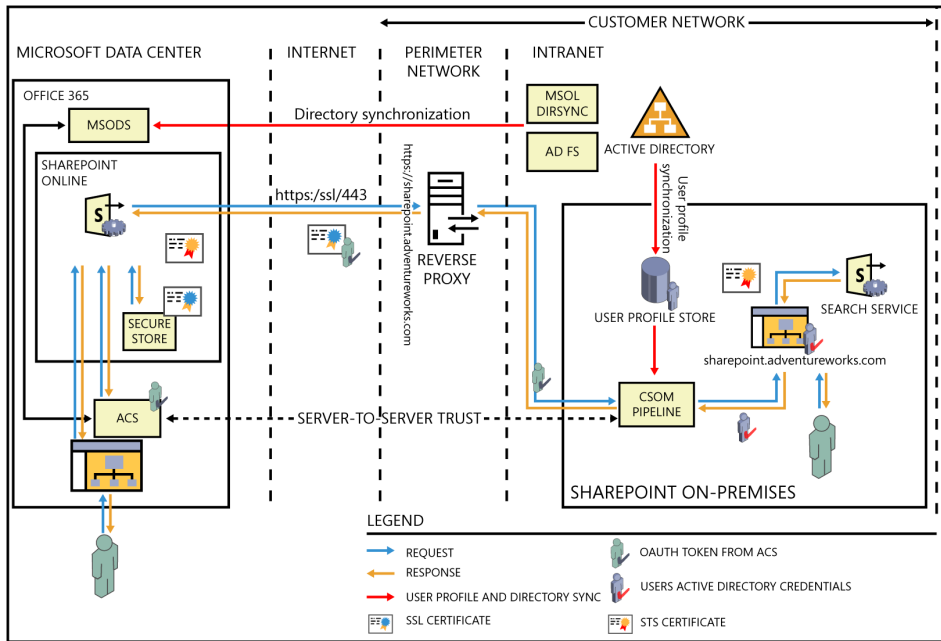 CUSTOMER NETWORK
MICROSOFT DATA CENTER
INTERNET
PERIMETER
NETWORK
INTRANET
OFFICE 365
MSODS
Directory synchronization
MSOL
DIRSYNC
AD FS
ACTIVE DIRECTORY
SHAREPOINT
ONLINE
S
https:/ssl/443
https://sharepoint.adventureworks.com
REVERSE
PROXY
User profile
synchronization
USER PROFILE STORE
S
SEARCH SERVICE
sharepoint.adventureworks.com
SECURE
STORE
ACS
SERVER-TO-SERVER TRUST
CSOM
PIPELINE
SHAREPOINT ON-PREMISES
LEGEND
REQUEST
RESPONSE
USER PROFILE AND DIRECTORY SYNC
SSL CERTIFICATE
OAUTH TOKEN FROM ACS
USERS ACTIVE DIRECTORY CREDENTIALS
STS CERTIFICATE